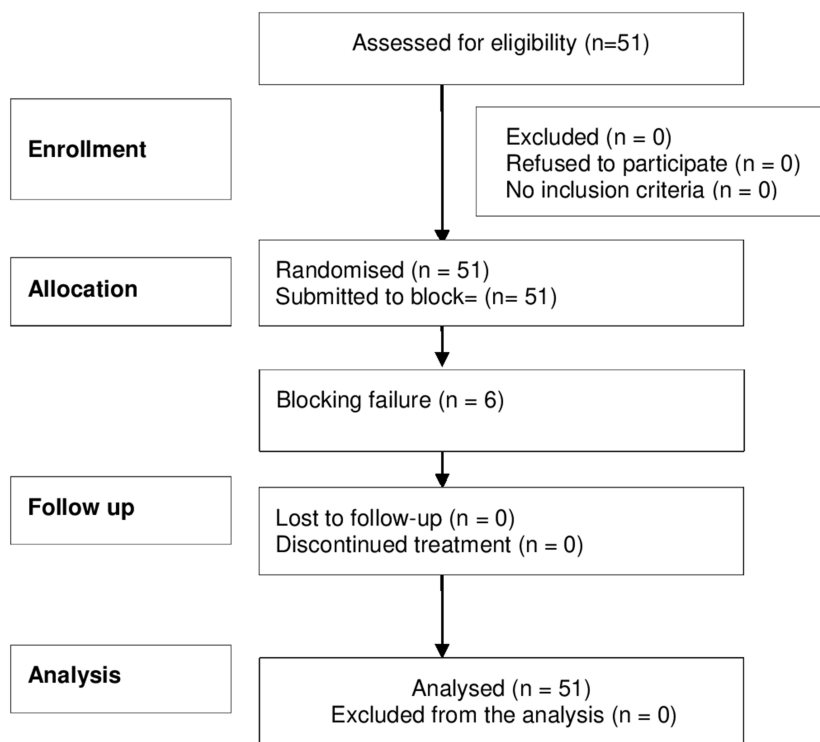 Assessed for eligibility (n=51)
Enrollment
Excluded (n = 0)
Refused to participate (n = 0)
No inclusion criteria (n = 0)
Allocation
Randomised (n = 51)
Submitted to block= (n= 51)
Blocking failure (n = 6)
Follow up
Lost to follow-up (n = 0)
Discontinued treatment (n = 0)
Analysis
Analysed (n = 51)
Excluded from the analysis (n = 0)